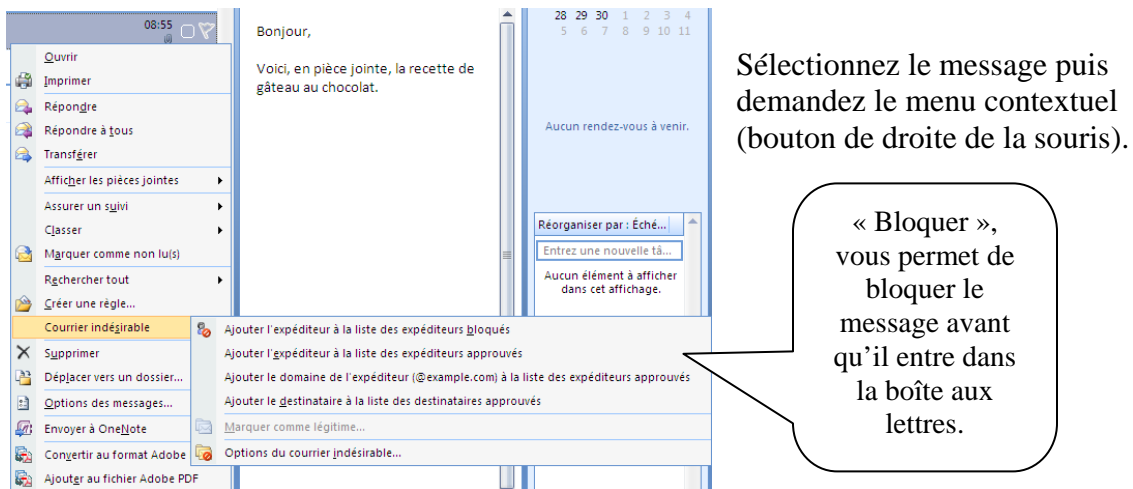 08:55
Ouvrir
Imprimer
Répondre
Répondre à tous
Transférer
Afficher les pièces jointes
Assurer un suivi
Classer
Marquer comme non lu(s)
Rechercher tout
Créer une règle...
Courrier indésirable
Supprimer
Déplacer vers un dossier...
Options des messages...
Envoyer à OneNote
Convertir au format Adobe
Ajouter au fichier Adobe PDF
Ajouter l'expéditeur à la liste des expéditeurs bloqués
Ajouter l'expéditeur à la liste des expéditeurs approuvés
Ajouter le domaine de l'expéditeur (@example.com) à la liste des expéditeurs approuvés
Ajouter le destinataire à la liste des destinataires approuvés
Marquer comme légitime...
Options du courrier indésirable...
Bonjour,
Voici, en pièce jointe, la recette de
gâteau au chocolat.
28 29 30 1 2 3 4
5 6 7 8 9 10 11
Aucun rendez-vous à venir.
Réorganiser par : Éché...
Entrez une nouvelle tâ...
Aucun élément à afficher
dans cet affichage.
Sélectionnez le message puis
demandez le menu contextuel
(bouton de droite de la souris).
« Bloquer »,
vous permet de
bloquer le
message avant
qu'il entre dans
la boîte aux
lettres.